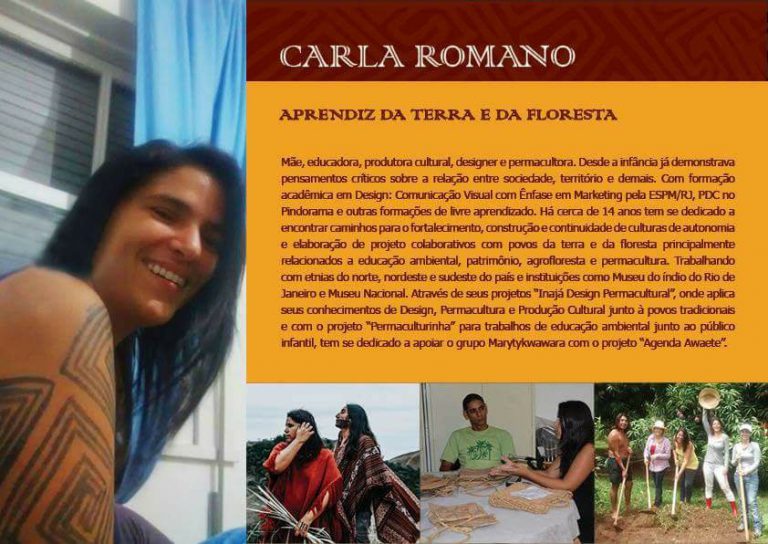 CARLA ROMANO
APRENDIZ DA TERRA E DA FLORESTA
Mãe, educadora, produtora cultural, designer e permacultora. Desde a infância já demonstrava
pensamentos críticos sobre a relação entre sociedade, território e demais. Com formação
acadêmica em Design: Comunicação Visual com Ênfase em Marketing pela ESPM/RJ, PDC no
Pindorama e outras formações de livre aprendizado. Há cerca de 14 anos tem se dedicado a
encontrar caminhos para o fortalecimento, construção e continuidade de culturas de autonomia
e elaboração de projeto colaborativos com povos da terra e da floresta principalmente
relacionados a educação ambiental, patrimônio, agrofloresta e permacultura. Trabalhando
com etnias do norte, nordeste e sudeste do país e instituições como Museu do índio do Rio de
Janeiro e Museu Nacional. Através de seus projetos “Inajá Design Permacultural”, onde aplica
seus conhecimentos de Design, Permacultura e Produção Cultural junto à povos tradicionais
e com o projeto “Permaculturinha” para trabalhos de educação ambiental junto ao público
infantil, tem se dedicado a apoiar o grupo Marytykwawara com o projeto “Agenda Awaete”.